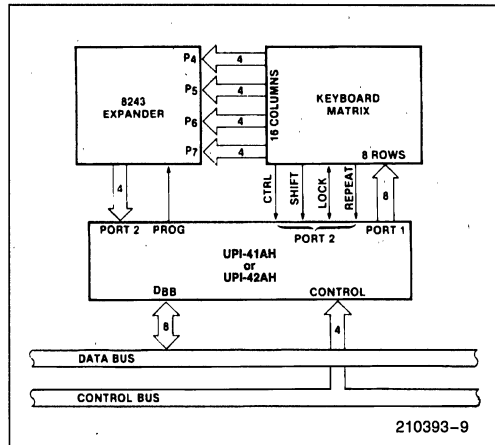 8243
EXPANDER
P4
P5
P6
P7
4
4
4
4
16 COLUMNS
KEYBOARD
MATRIX
8 ROWS
4
CTRL
SHIFT
LOCK
REPEAT
8
PORT 2
PROG
PORT 2
PORT 1
UPI-41AH
or
UPI-42AH
DBB
CONTROL
8
4
DATA BUS
CONTROL BUS
210393-9